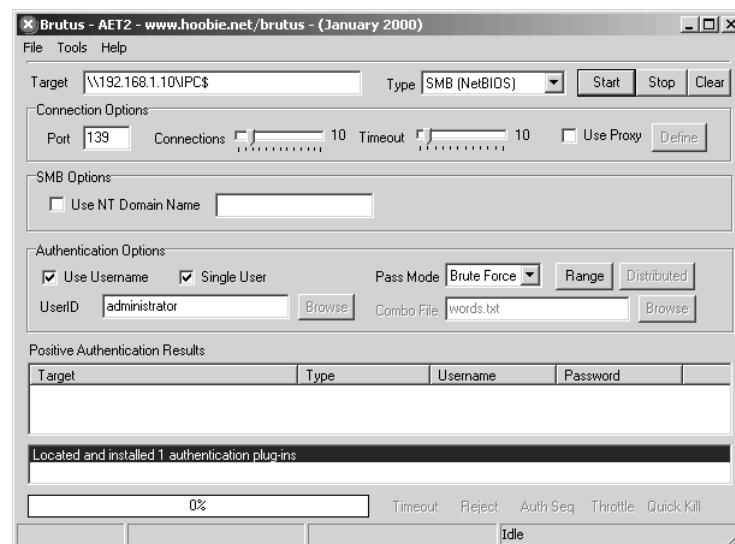 Brutus - AET2 - www.hoobie.net/brutus - (January 2000)
File Tools Help
Target \\192.168.1.10\IPC$ Type SMB (NetBIOS) Start Stop Clear
Connection Options
Port 139 Connections 10 Timeout 10 Use Proxy Define
SMB Options
Use NT Domain Name
Authentication Options
Use Username Single User Pass Mode Brute Force Range Distributed
UserID administrator Browse Combo File words.txt Browse
Positive Authentication Results
Target Type Username Password
Located and installed 1 authentication plug-ins
0% Timeout Reject Auth Seq Throttle Quick Kill
Idle